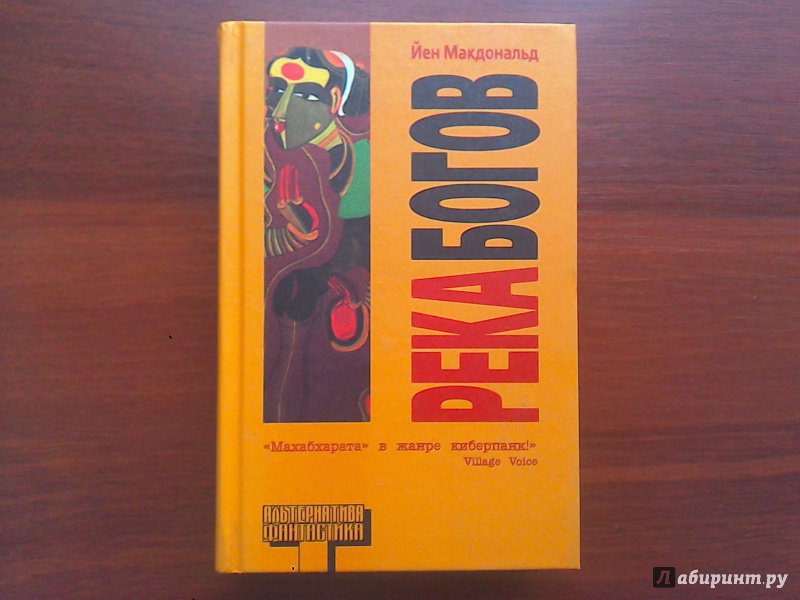 Йен Макдональд
РЕКА БОГОВ
«Махабхарата» в жанре киберпанк!»
Village Voice
АЛЬТЕРНАТИВА
ФАНТАСТИКА
Лабиринт.ру